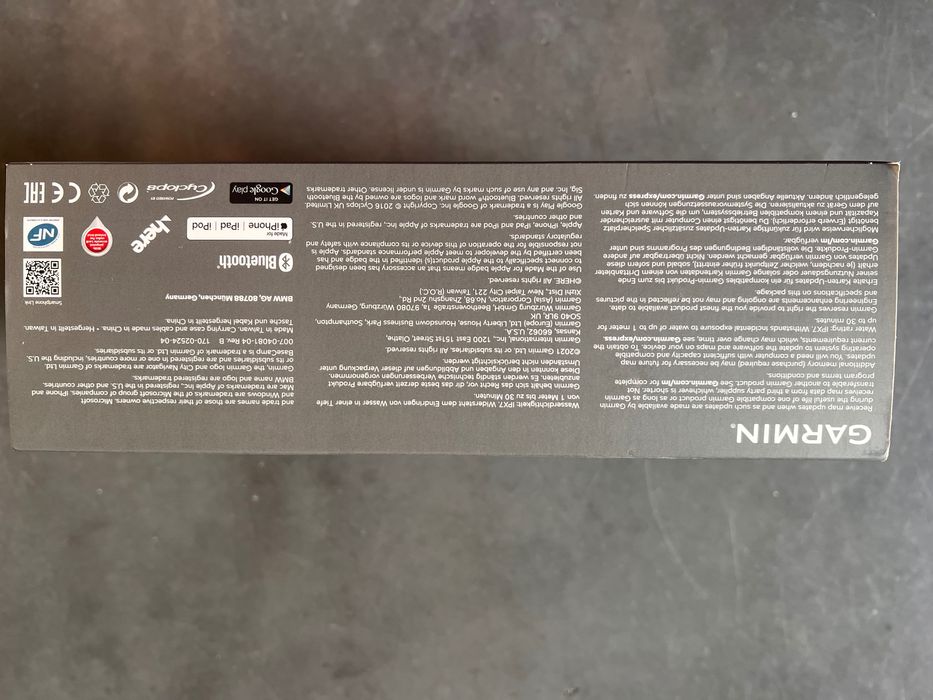 GARMIN.
Receive map updates when and as such updates are made available by Garmin
during the useful life of one compatible Garmin product or as long as Garmin
receives map data from a third party supplier, whichever is shorter. Not
transferable to another Garmin product. See Garmin.com/lm for complete
program terms and conditions.
Additional memory (purchase required) may be necessary for future map
updates. You will need a computer with sufficient capacity and compatible
operating system to update the software and maps on your device. To obtain the
current requirements, which may change over time, see Garmin.com/express.
Water rating: IPX7. Withstands incidental exposure to water of up to 1 meter for
up to 30 minutes.
Garmin reserves the right to provide you the finest product available to date.
Engineering enhancements are ongoing and may not be reflected in the pictures
and specifications on this package.
Erhalt Karten-Updates für ein kompatibles Garmin-Produkt bis zum Ende
seiner Nutzungsdauer oder solange Garmin Kartendaten von einem Drittanbieter
erhält (je nachdem, welcher Zeitpunkt früher eintritt), sobald und sofern diese
Updates von Garmin verfügbar gemacht werden. Nicht übertragbar auf andere
Garmin-Produkte. Die vollständigen Bedingungen des Programms sind unter
Garmin.com/lm verfügbar.
Möglicherweise wird für zukünftige Karten-Updates zusätzlicher Speicherplatz
benötigt (Erwerb erforderlich). Du benötigst einen Computer mit ausreichender
Kapazität und einem kompatiblen Betriebssystem, um die Software und Karten
auf dem Gerät zu aktualisieren. Die Systemvoraussetzungen können sich
gelegentlich ändern. Aktuelle Angaben sind unter Garmin.com/express zu finden.
Wasserdichtigkeit: IPX7. Widersteht dem Eindringen von Wasser in einer Tiefe
von 1 Meter bis zu 30 Minuten.
Garmin behält sich das Recht vor, dir das beste derzeit verfügbare Produkt
anzubieten. Es werden ständig technische Verbesserungen vorgenommen.
Diese konnten in den Angaben und Abbildungen auf dieser Verpackung unter
Umständen nicht berücksichtigt werden.
©2023 Garmin Ltd. or its subsidiaries. All rights reserved.
Garmin International, Inc. 1200 East 151st Street, Olathe,
Kansas, 66062, U.S.A.
Garmin (Europe) Ltd, Liberty House, Hounsdown Business Park, Southampton,
SO40 9LR, UK
Garmin Würzburg GmbH, Beethovenstraße 1a, 97080 Würzburg, Germany
Garmin (Asia) Corporation, No.68, Zhangshu 2nd Rd.,
Xizhi Dist., New Taipei City 221, Taiwan (R.O.C.)
©HERE: All rights reserved
Use of the Made for Apple badge means that an accessory has been designed
to connect specifically to the Apple product(s) identified in the badge and has
been certified by the developer to meet Apple performance standards. Apple is
not responsible for the operation of this device or its compliance with safety and
regulatory standards.
Apple, iPhone, iPad and iPod are trademarks of Apple Inc., registered in the U.S.
and other countries.
Google Play is a trademark of Google Inc. Copyright © 2016 Cyclops UK Limited.
All rights reserved. Bluetooth® word mark and logos are owned by the Bluetooth
Sig, Inc. and any use of such marks by Garmin is under license. Other trademarks
and trade names are those of their respective owners. Microsoft
and Windows are trademarks of the Microsoft group of companies. iPhone and
Mac are trademarks of Apple Inc, registered in the U.S. and other countries.
BMW name and logo are registered trademarks.
Garmin, the Garmin logo and City Navigator are trademarks of Garmin Ltd.
or its subsidiaries and are registered in one or more countries, including the U.S.
BaseCamp is a trademark of Garmin Ltd. or its subsidiaries.
007-04081-04 Rev. B | 170-02524-04
Made in Taiwan. Carrying case and cables made in China. • Hergestellt in Taiwan.
Tasche und Kabel hergestellt in China.
BMW AG, 80788 München, Germany
Bluetooth®
Smartphone Link
Made for
iPhone | iPad | iPod
here
NF
GET IT ON
Google play
POWERED BY
Cyclops
CE EAC